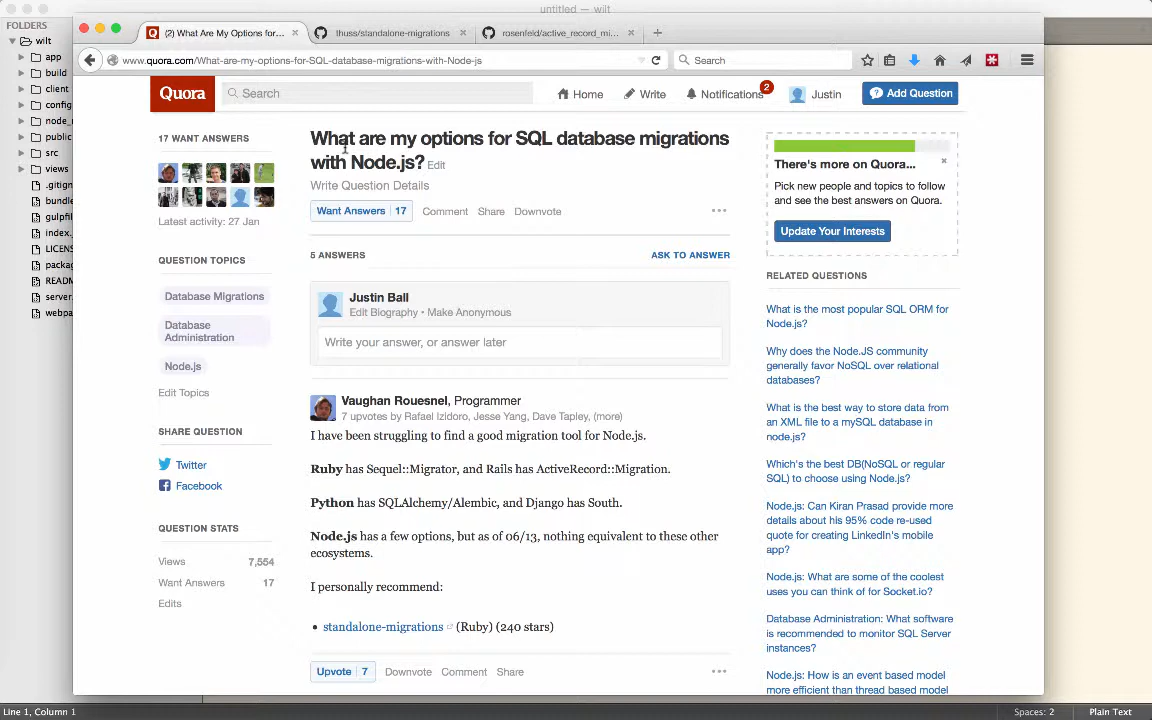 untitled — wilt
FOLDERS
wilt
app
build
client
config
node_
public
src
views
.gitign
bundle
gulpfil
index.
LICEN
packag
READM
server.
webpa
(2) What Are My Options for...
thuss/standalone-migrations
rosenfeld/active_record_mi...
www.quora.com/What-are-my-options-for-SQL-database-migrations-with-Node-js
Search
Quora
Search
Home
Write
Notifications
2
Justin
Add Question
17 WANT ANSWERS
Latest activity: 27 Jan
QUESTION TOPICS
Database Migrations
Database
Administration
Node.js
Edit Topics
SHARE QUESTION
Twitter
Facebook
QUESTION STATS
Views 7,554
Want Answers 17
Edits
What are my options for SQL database migrations
with Node.js? Edit
Write Question Details
Want Answers 17 Comment Share Downvote
5 ANSWERS
ASK TO ANSWER
Justin Ball
Edit Biography • Make Anonymous
Write your answer, or answer later
Vaughan Rouesnel, Programmer
7 upvotes by Rafael Izidoro, Jesse Yang, Dave Tapley, (more)
I have been struggling to find a good migration tool for Node.js.
Ruby has Sequel::Migrator, and Rails has ActiveRecord::Migration.
Python has SQLAlchemy/Alembic, and Django has South.
Node.js has a few options, but as of 06/13, nothing equivalent to these other
ecosystems.
I personally recommend:
• standalone-migrations (Ruby) (240 stars)
Upvote 7 Downvote Comment Share
There's more on Quora...
Pick new people and topics to follow
and see the best answers on Quora.
Update Your Interests
RELATED QUESTIONS
What is the most popular SQL ORM for
Node.js?
Why does the Node.JS community
generally favor NoSQL over relational
databases?
What is the best way to store data from
an XML file to a mySQL database in
node.js?
Which's the best DB(NoSQL or regular
SQL) to choose using Node.js?
Node.js: Can Kiran Prasad provide more
details about his 95% code re-used
quote for creating LinkedIn's mobile
app?
Node.js: What are some of the coolest
uses you can think of for Socket.io?
Database Administration: What software
is recommended to monitor SQL Server
instances?
Node.js: How is an event based model
more efficient than thread based model
Line 1, Column 1
Spaces: 2
Plain Text